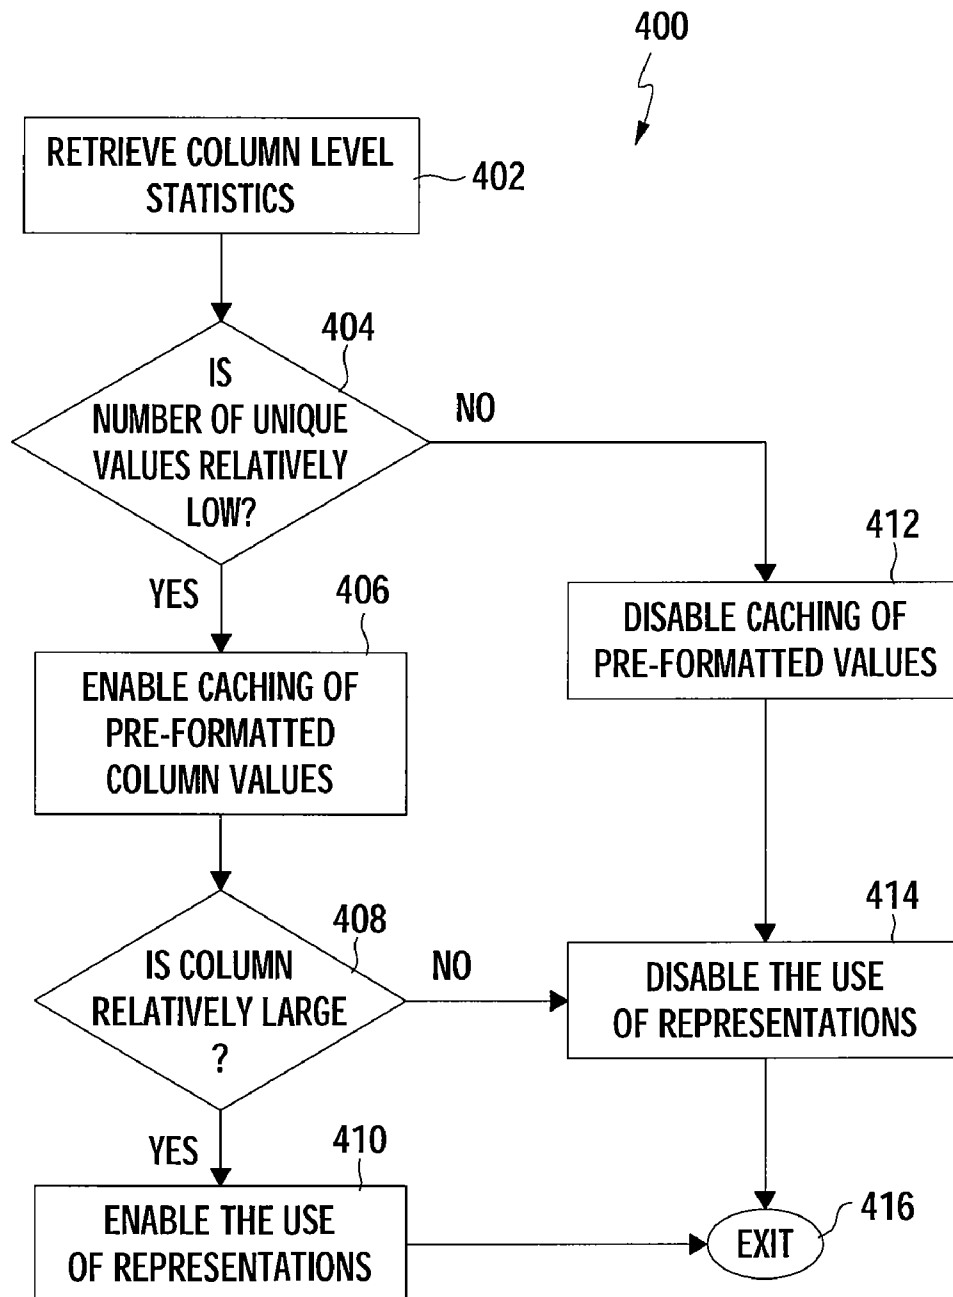 400
RETRIEVE COLUMN LEVEL
STATISTICS
402
404
IS
NUMBER OF UNIQUE
VALUES RELATIVELY
LOW?
NO
YES
406
ENABLE CACHING OF
PRE-FORMATTED
COLUMN VALUES
412
DISABLE CACHING OF
PRE-FORMATTED VALUES
408
IS COLUMN
RELATIVELY LARGE
?
NO
414
DISABLE THE USE
OF REPRESENTATIONS
YES
410
ENABLE THE USE
OF REPRESENTATIONS
EXIT
416